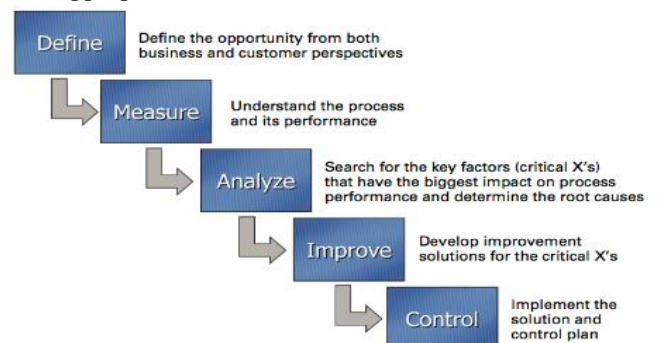 Define
Define the opportunity from both
business and customer perspectives
Measure
Understand the process
and its performance
Analyze
Search for the key factors (critical X's)
that have the biggest impact on process
performance and determine the root causes
Improve
Develop improvement
solutions for the critical X's
Control
Implement the
solution and
control plan